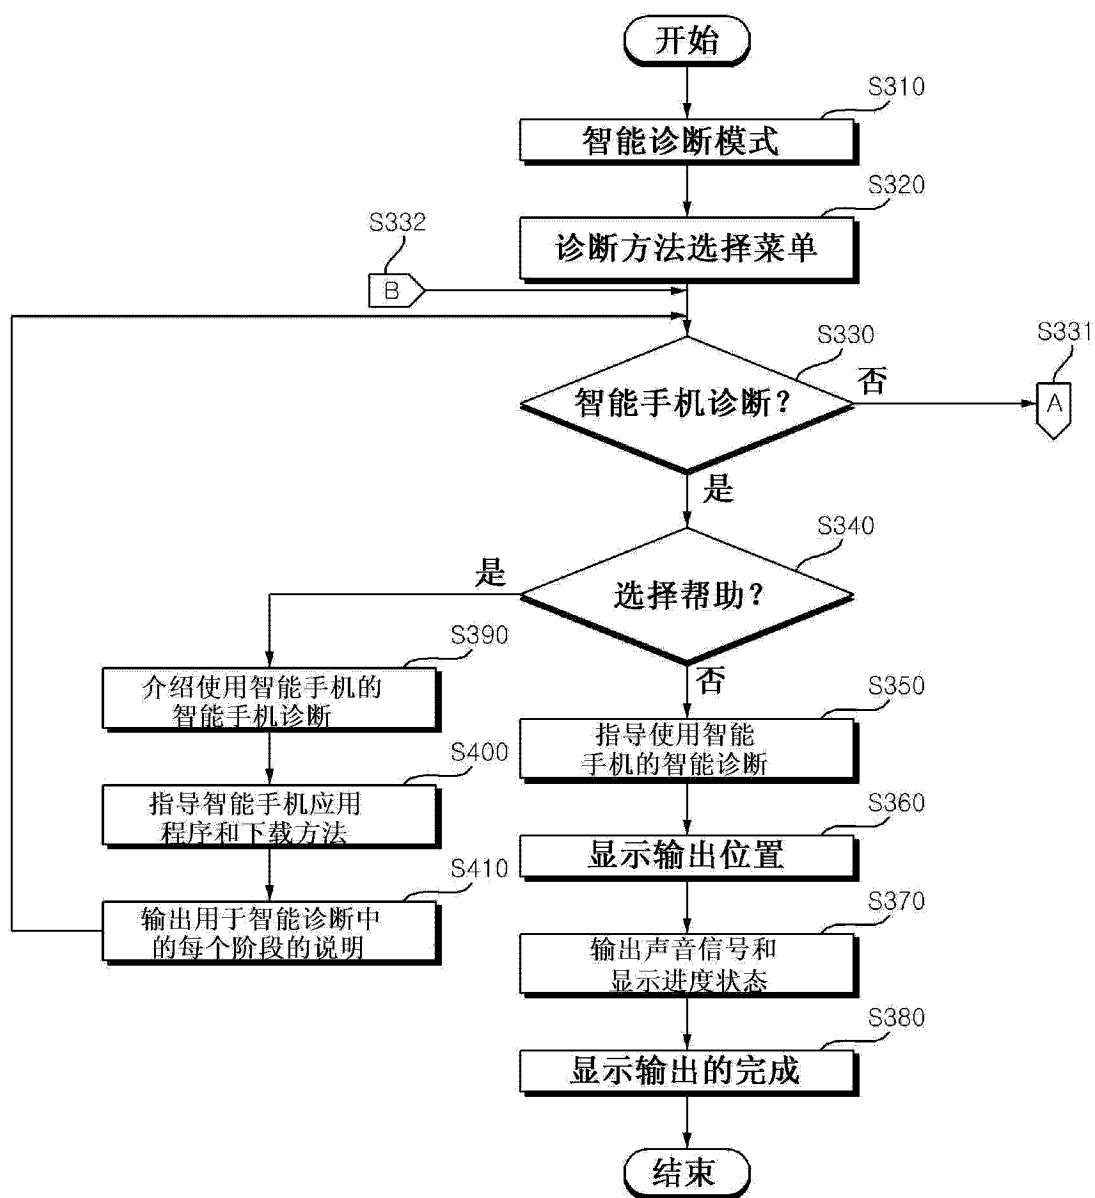 开始
S310
智能诊断模式
S320
诊断方法选择菜单
S332
B
S330
智能手机诊断?
否
S331
A
是
S340
选择帮助?
是
否
S390
介绍使用智能手机的
智能手机诊断
S400
指导智能手机应用
程序和下载方法
S410
输出用于智能诊断中
的每个阶段的说明
S350
指导使用智能
手机的智能诊断
S360
显示输出位置
S370
输出声音信号和
显示进度状态
S380
显示输出的完成
结束